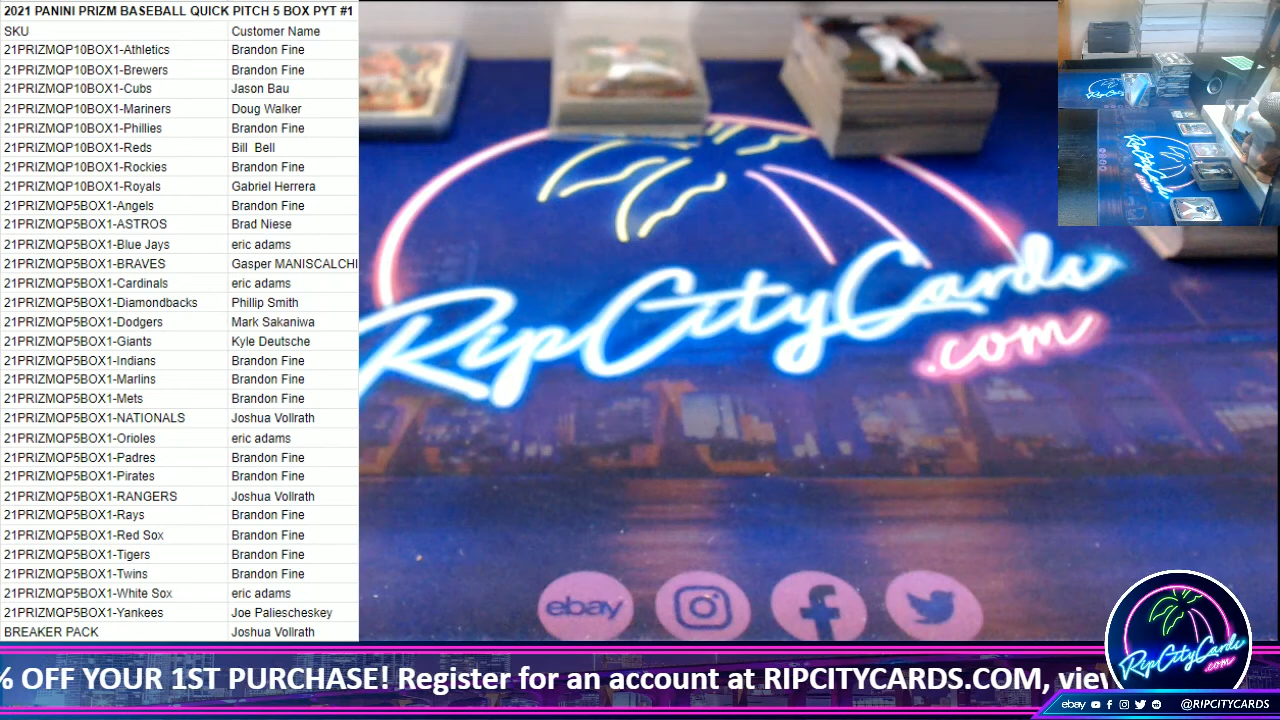 2021 PANINI PRIZM BASEBALL QUICK PITCH 5 BOX PYT #1
SKU Customer Name
21PRIZMQP10BOX1-Athletics Brandon Fine
21PRIZMQP10BOX1-Brewers Brandon Fine
21PRIZMQP10BOX1-Cubs Jason Bau
21PRIZMQP10BOX1-Mariners Doug Walker
21PRIZMQP10BOX1-Phillies Brandon Fine
21PRIZMQP10BOX1-Reds Bill Bell
21PRIZMQP10BOX1-Rockies Brandon Fine
21PRIZMQP10BOX1-Royals Gabriel Herrera
21PRIZMQP5BOX1-Angels Brandon Fine
21PRIZMQP5BOX1-ASTROS Brad Niese
21PRIZMQP5BOX1-Blue Jays eric adams
21PRIZMQP5BOX1-BRAVES Gasper MANISCALCHI
21PRIZMQP5BOX1-Cardinals eric adams
21PRIZMQP5BOX1-Diamondbacks Phillip Smith
21PRIZMQP5BOX1-Dodgers Mark Sakaniwa
21PRIZMQP5BOX1-Giants Kyle Deutsche
21PRIZMQP5BOX1-Indians Brandon Fine
21PRIZMQP5BOX1-Marlins Brandon Fine
21PRIZMQP5BOX1-Mets Brandon Fine
21PRIZMQP5BOX1-NATIONALS Joshua Vollrath
21PRIZMQP5BOX1-Orioles eric adams
21PRIZMQP5BOX1-Padres Brandon Fine
21PRIZMQP5BOX1-Pirates Brandon Fine
21PRIZMQP5BOX1-RANGERS Joshua Vollrath
21PRIZMQP5BOX1-Rays Brandon Fine
21PRIZMQP5BOX1-Red Sox Brandon Fine
21PRIZMQP5BOX1-Tigers Brandon Fine
21PRIZMQP5BOX1-Twins Brandon Fine
21PRIZMQP5BOX1-White Sox eric adams
21PRIZMQP5BOX1-Yankees Joe Paliescheskey
BREAKER PACK Joshua Vollrath
RipCityCards
.com
ebay
% OFF YOUR 1ST PURCHASE! Register for an account at RIPCITYCARDS.COM, view
RipCityCards
.com
ebay @RIPCITYCARDS